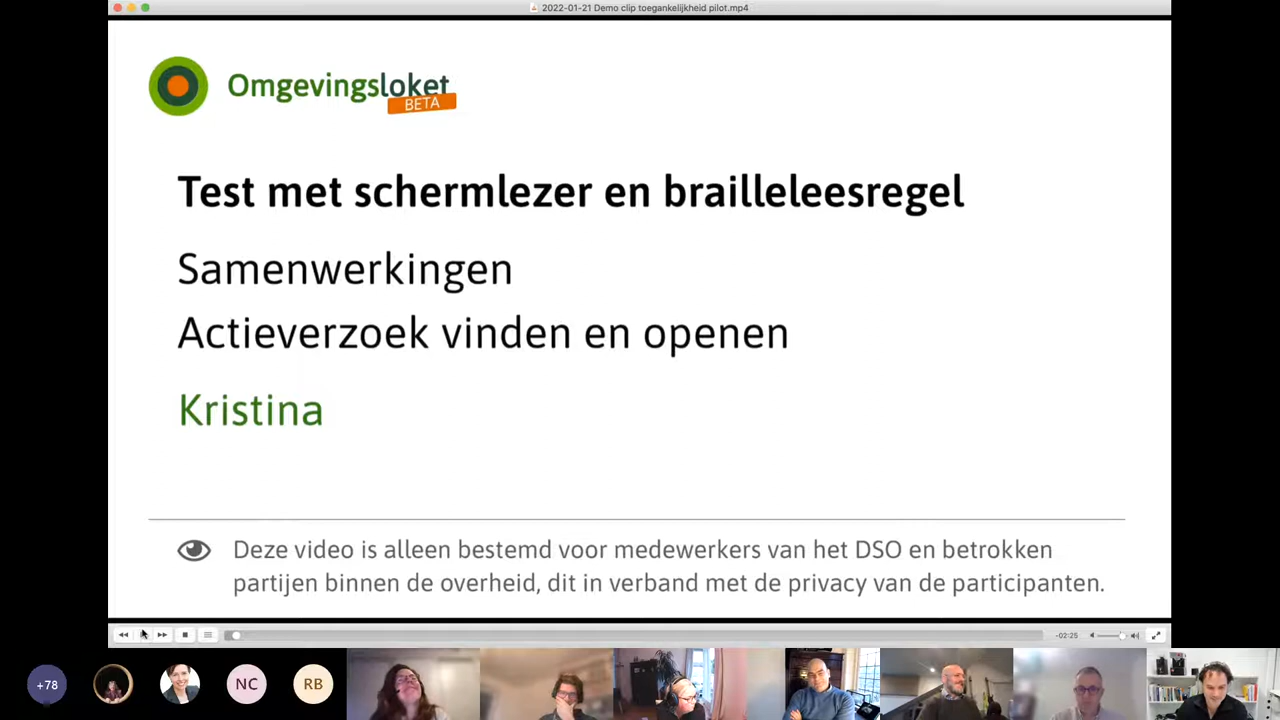 2022-01-21 Demo clip toegankelijkheid pilot.mp4
Omgevingsloket
BETA
Test met schermlezer en brailleleesregel
Samenwerkingen
Actieverzoek vinden en openen
Kristina
Deze video is alleen bestemd voor medewerkers van het DSO en betrokken
partijen binnen de overheid, dit in verband met de privacy van de participanten.
-02:25
+78
NC
RB